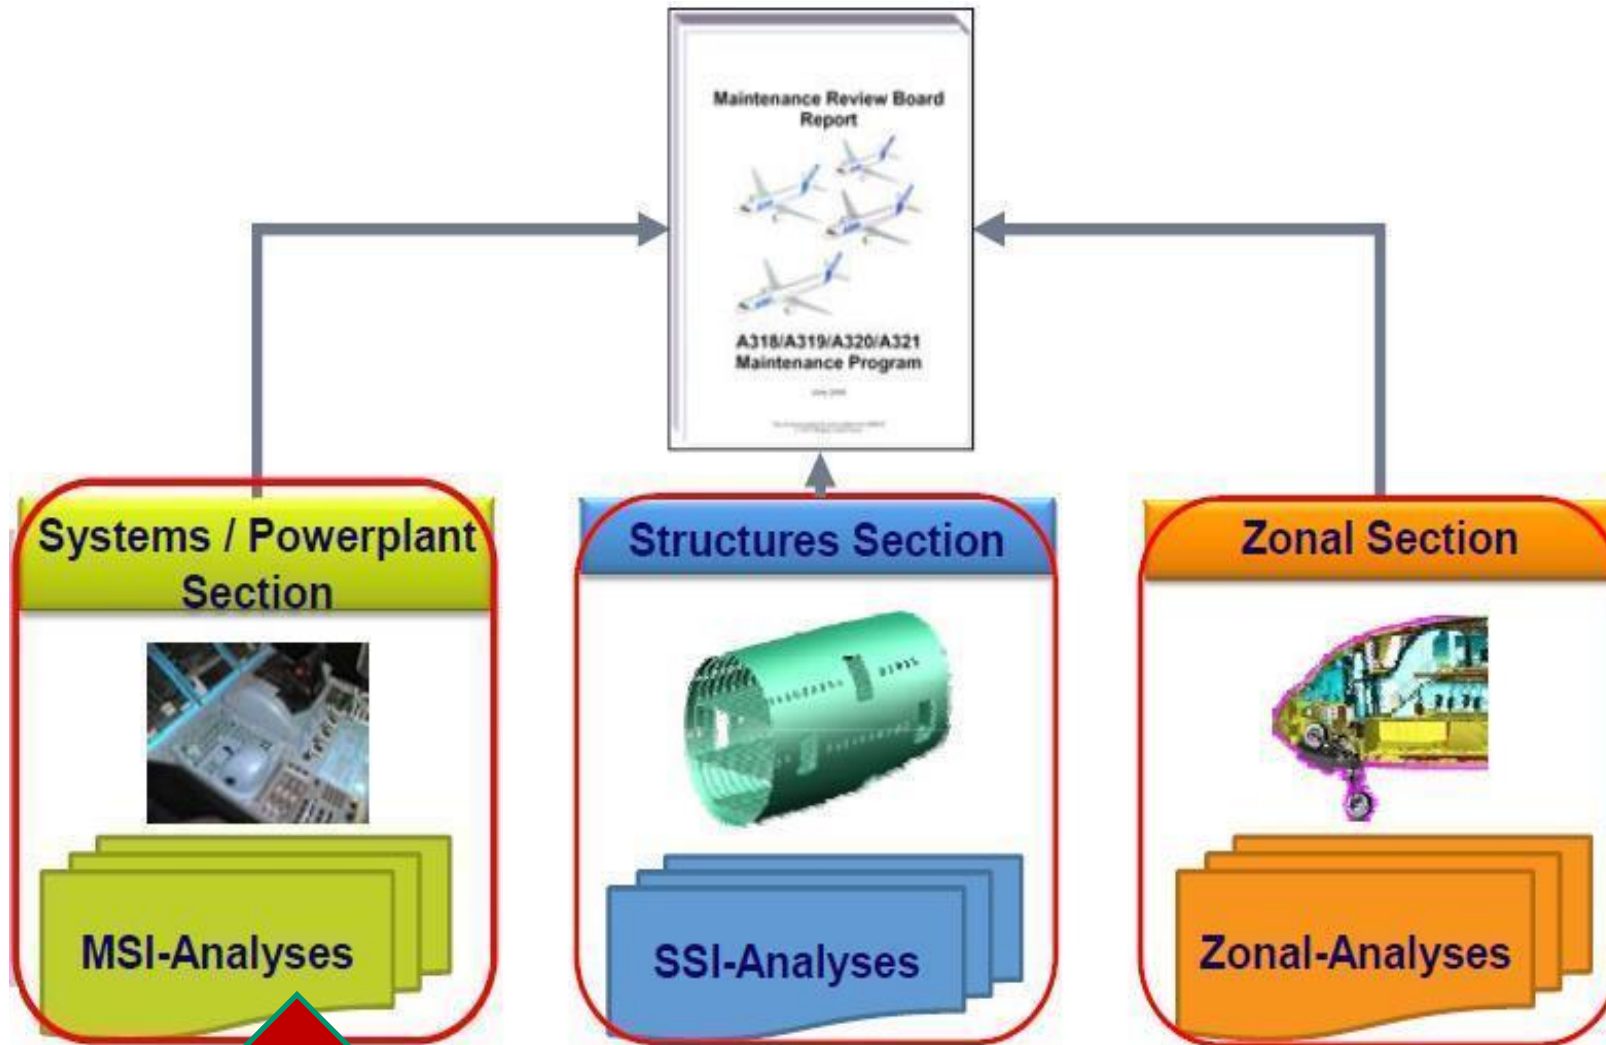 Maintenance Review Board
Report
A318/A319/A320/A321
Maintenance Program
Systems / Powerplant
Section
Structures Section
Zonal Section
MSI-Analyses
SSI-Analyses
Zonal-Analyses